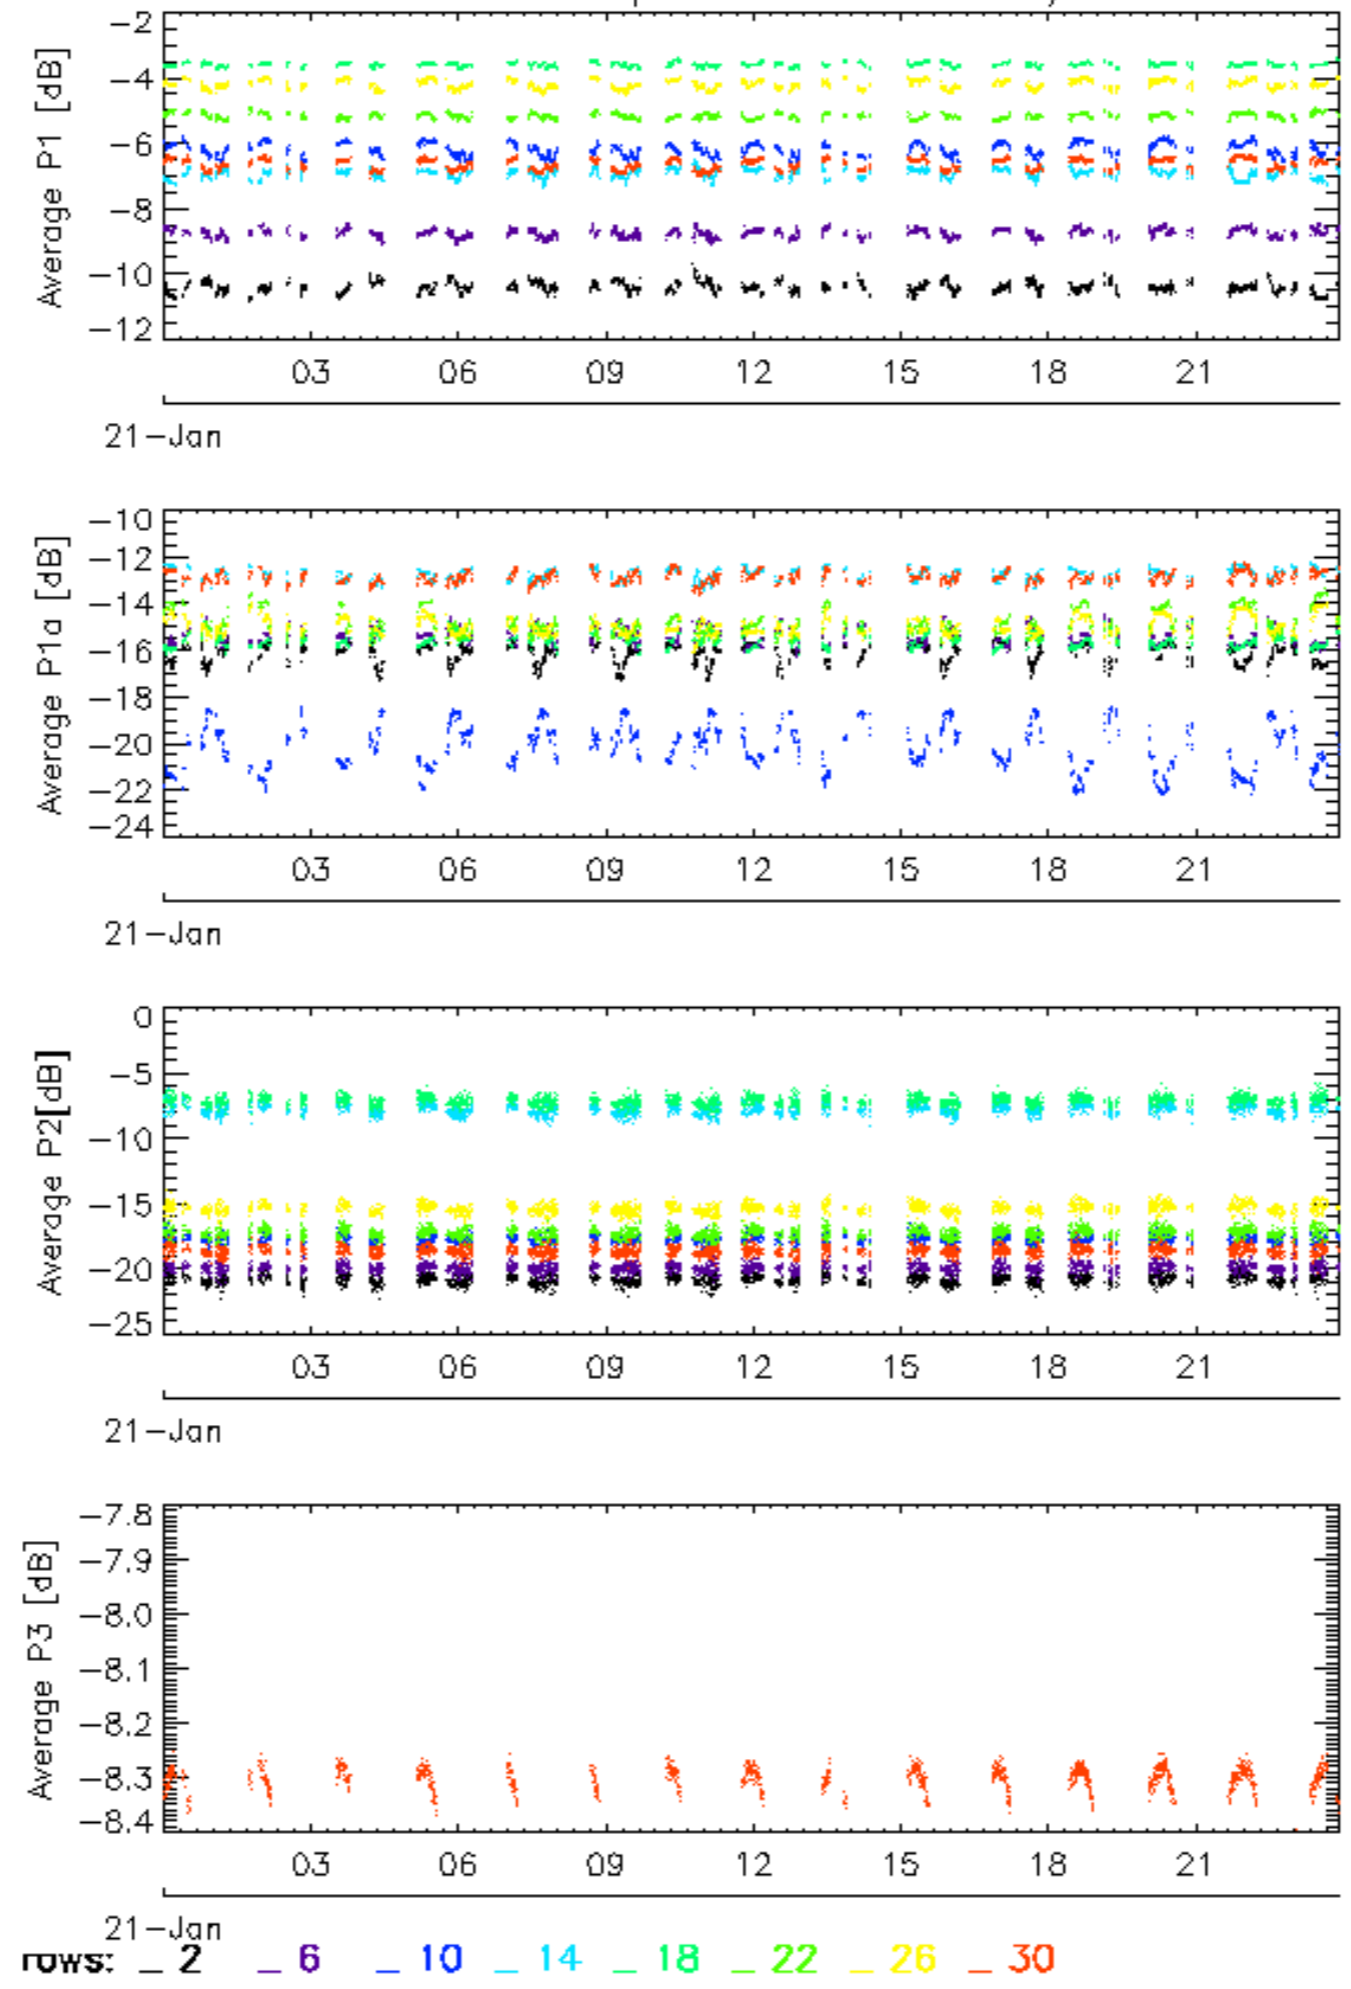 Average P1 [dB]
-2
-4
-6
-8
-10
-12
03 06 09 12 15 18 21
21-Jan
Average P1a [dB]
-10
-12
-14
-16
-18
-20
-22
-24
03 06 09 12 15 18 21
21-Jan
Average P2[dB]
0
-5
-10
-15
-20
-25
03 06 09 12 15 18 21
21-Jan
Average P3 [dB]
-7.8
-7.9
-8.0
-8.1
-8.2
-8.3
-8.4
03 06 09 12 15 18 21
21-Jan
rows: _ 2 _ 6 _ 10 _ 14 _ 18 _ 22 _ 26 _ 30